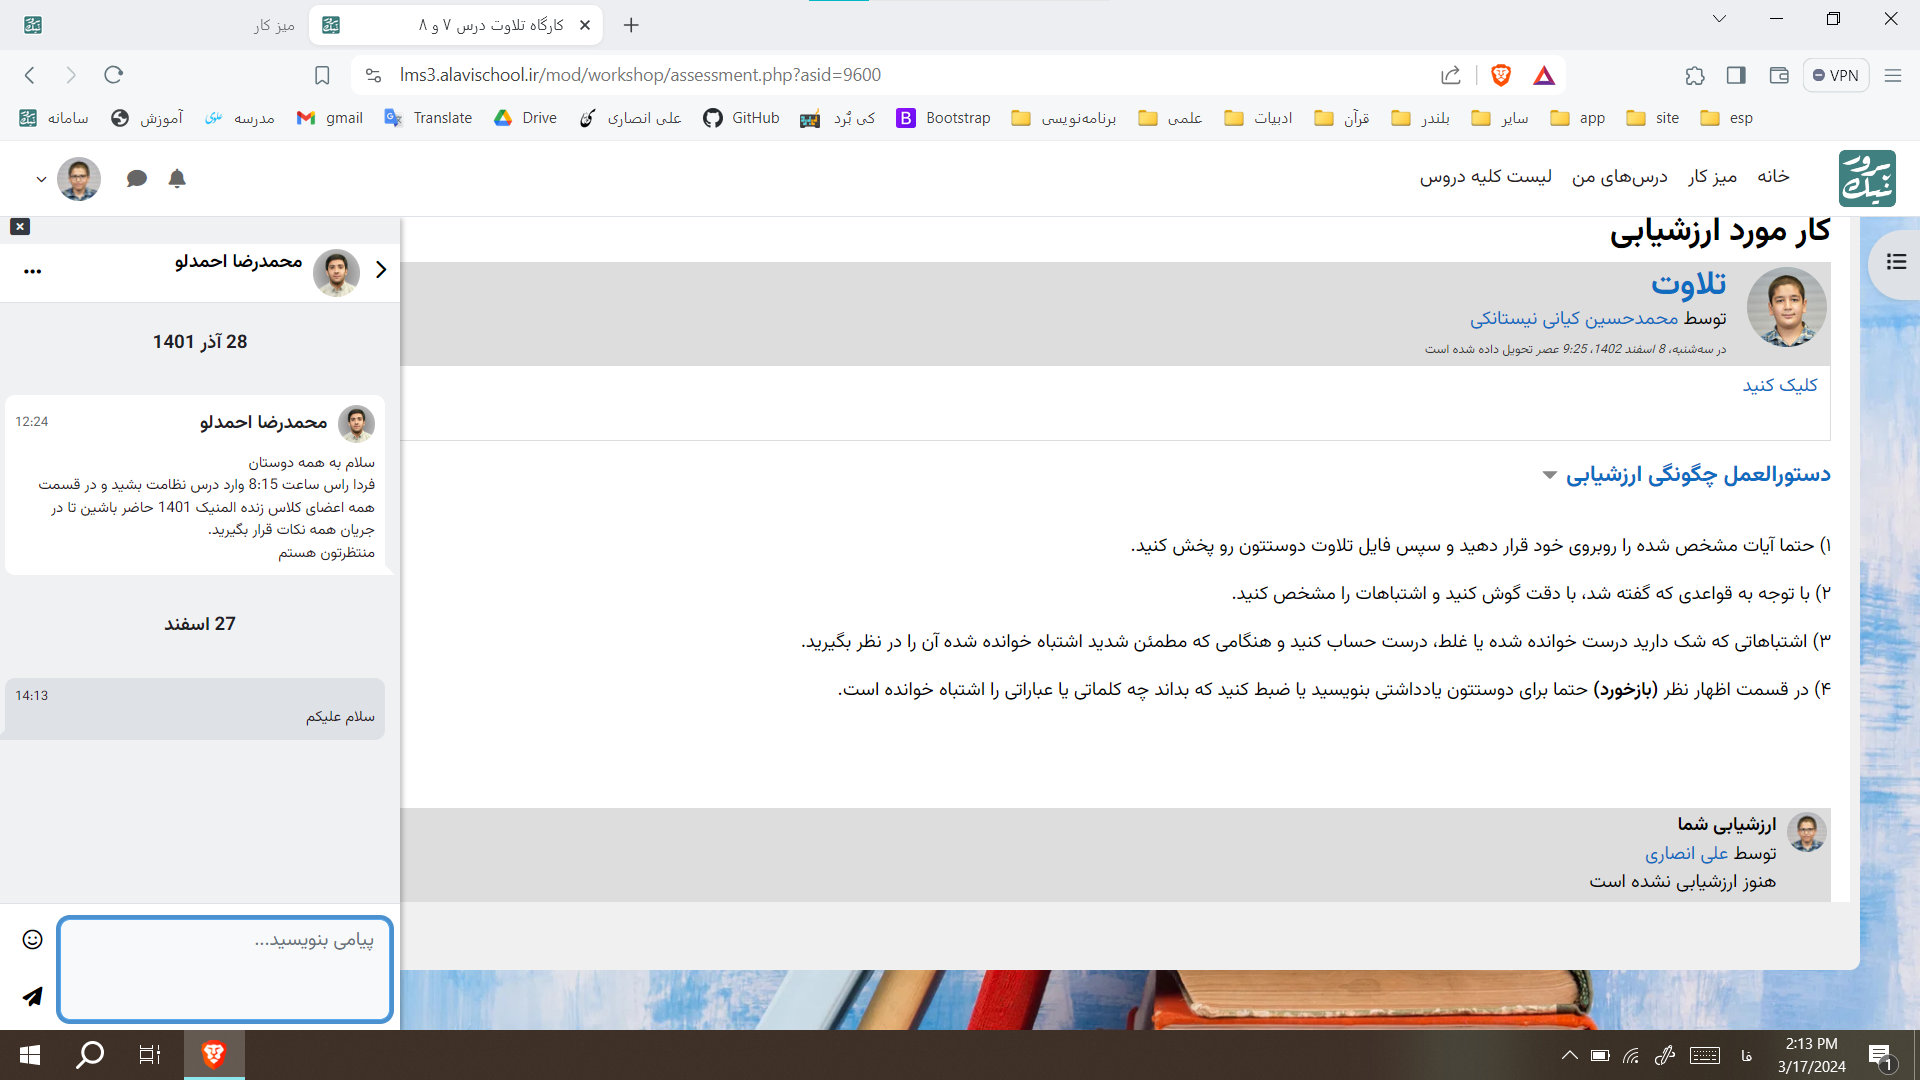 میز کار
کارگاه تلاوت درس ۷ و ۸
lms3.alavischool.ir/mod/workshop/assessment.php?asid=9600
VPN
سامانه
آموزش
مدرسه
gmail
Translate
Drive
علی انصاری
GitHub
کی بُرد
Bootstrap
برنامه‌نویسی
علمی
ادبیات
قرآن
بلندر
سایر
app
site
esp
نیک پرور
خانه
میز کار
درس‌های من
لیست کلیه دروس
محمدرضا احمدلو
28 آذر 1401
محمدرضا احمدلو
12:24
سلام به همه دوستان
فردا راس ساعت 8:15 وارد درس نظامت بشید و در قسمت
همه اعضای کلاس زنده المنیک 1401 حاضر باشین تا در
جریان همه نکات قرار بگیرید.
منتظرتون هستم
27 اسفند
14:13
سلام علیکم
پیامی بنویسید...
کار مورد ارزشیابی
تلاوت
توسط محمدحسین کیانی نیستانکی
در سه‌شنبه، 8 اسفند 1402، 9:25 عصر تحویل داده شده است
کلیک کنید
دستورالعمل چگونگی ارزشیابی
۱) حتما آیات مشخص شده را روبروی خود قرار دهید و سپس فایل تلاوت دوستتون رو پخش کنید.
۲) با توجه به قواعدی که گفته شد، با دقت گوش کنید و اشتباهات را مشخص کنید.
۳) اشتباهاتی که شک دارید درست خوانده شده یا غلط، درست حساب کنید و هنگامی که مطمئن شدید اشتباه خوانده شده آن را در نظر بگیرید.
۴) در قسمت اظهار نظر (بازخورد) حتما برای دوستتون یادداشتی بنویسید یا ضبط کنید که بداند چه کلماتی یا عباراتی را اشتباه خوانده است.
ارزشیابی شما
توسط علی انصاری
هنوز ارزشیابی نشده است
فا
2:13 PM
3/17/2024
1